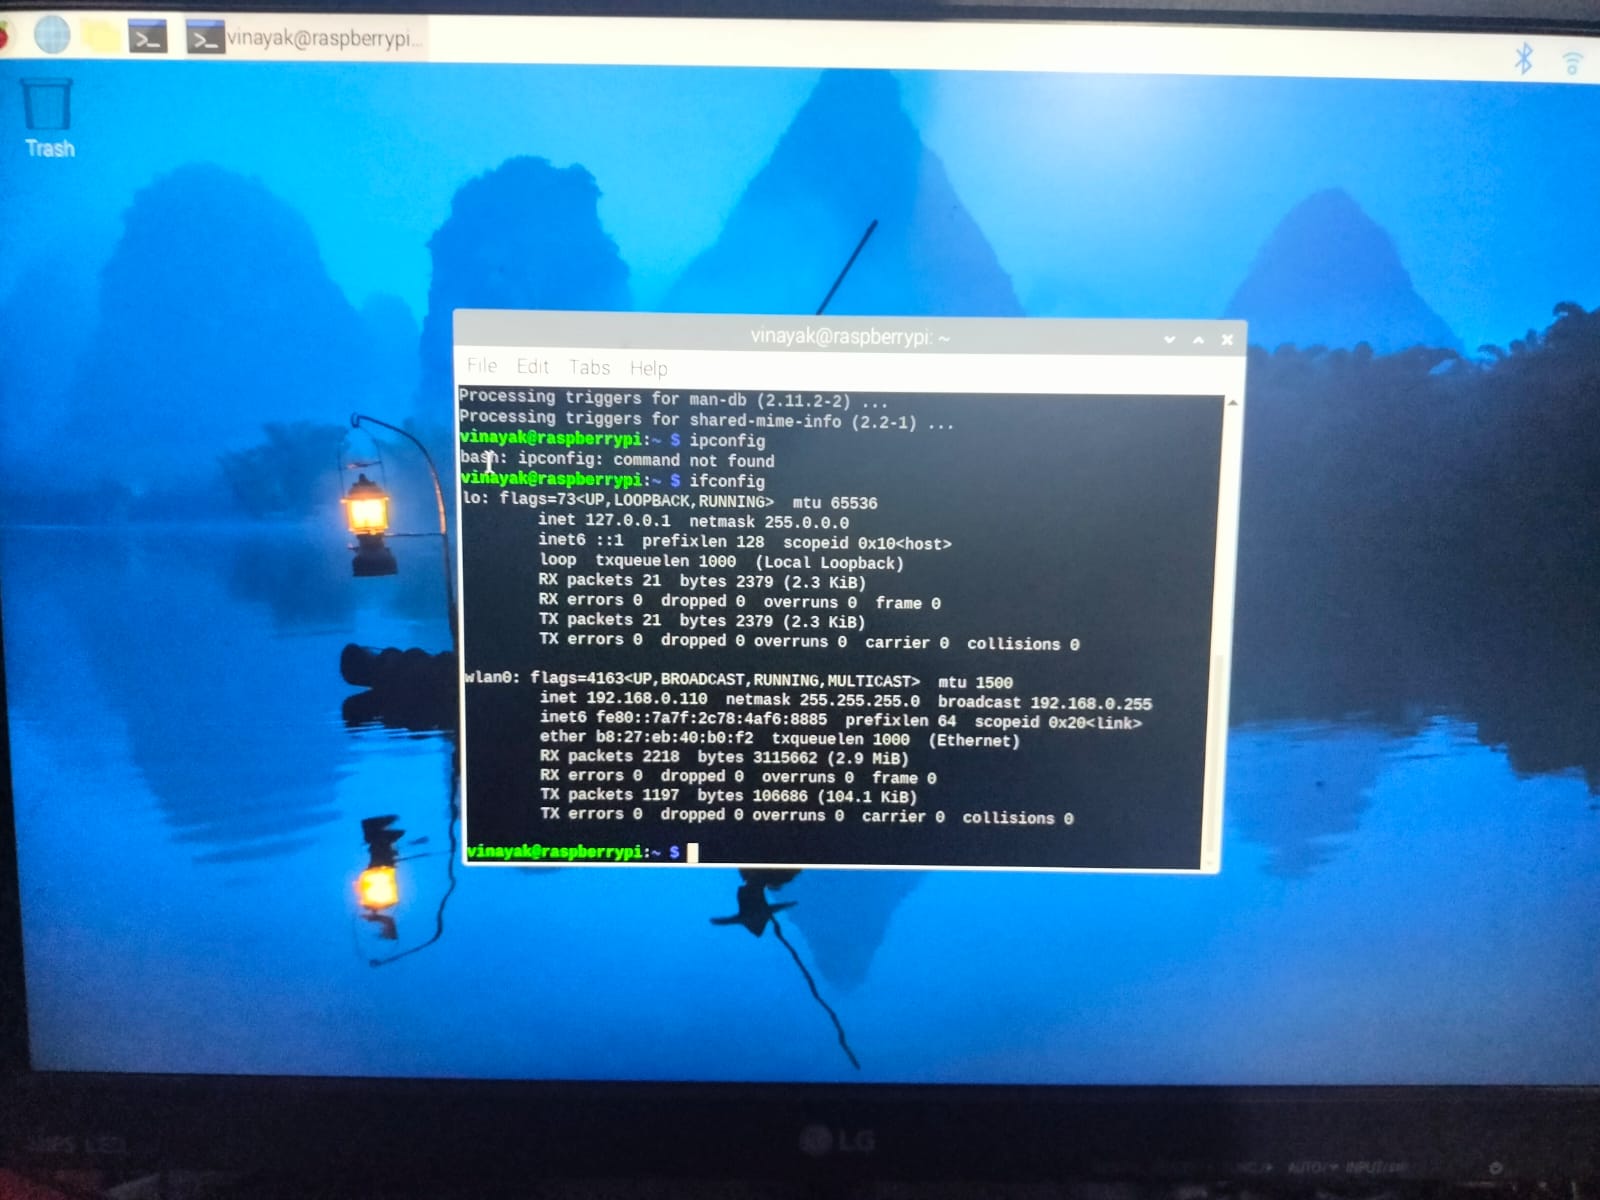 vinayak@raspberrypi...
Trash
vinayak@raspberrypi: ~
File Edit Tabs Help
Processing triggers for man-db (2.11.2-2) ...
Processing triggers for shared-mime-info (2.2-1) ...
vinayak@raspberrypi:~ $ ipconfig
bash: ipconfig: command not found
vinayak@raspberrypi:~ $ ifconfig
lo: flags=73<UP,LOOPBACK,RUNNING>  mtu 65536
inet 127.0.0.1  netmask 255.0.0.0
inet6 ::1  prefixlen 128  scopeid 0x10<host>
loop  txqueuelen 1000  (Local Loopback)
RX packets 21  bytes 2379 (2.3 KiB)
RX errors 0  dropped 0  overruns 0  frame 0
TX packets 21  bytes 2379 (2.3 KiB)
TX errors 0  dropped 0 overruns 0  carrier 0  collisions 0
wlan0: flags=4163<UP,BROADCAST,RUNNING,MULTICAST>  mtu 1500
inet 192.168.0.110  netmask 255.255.255.0  broadcast 192.168.0.255
inet6 fe80::7a7f:2c78:4af6:8885  prefixlen 64  scopeid 0x20<link>
ether b8:27:eb:40:b0:f2  txqueuelen 1000  (Ethernet)
RX packets 2218  bytes 3115662 (2.9 MiB)
RX errors 0  dropped 0  overruns 0  frame 0
TX packets 1197  bytes 106686 (104.1 KiB)
TX errors 0  dropped 0 overruns 0  carrier 0  collisions 0
vinayak@raspberrypi:~ $
LG